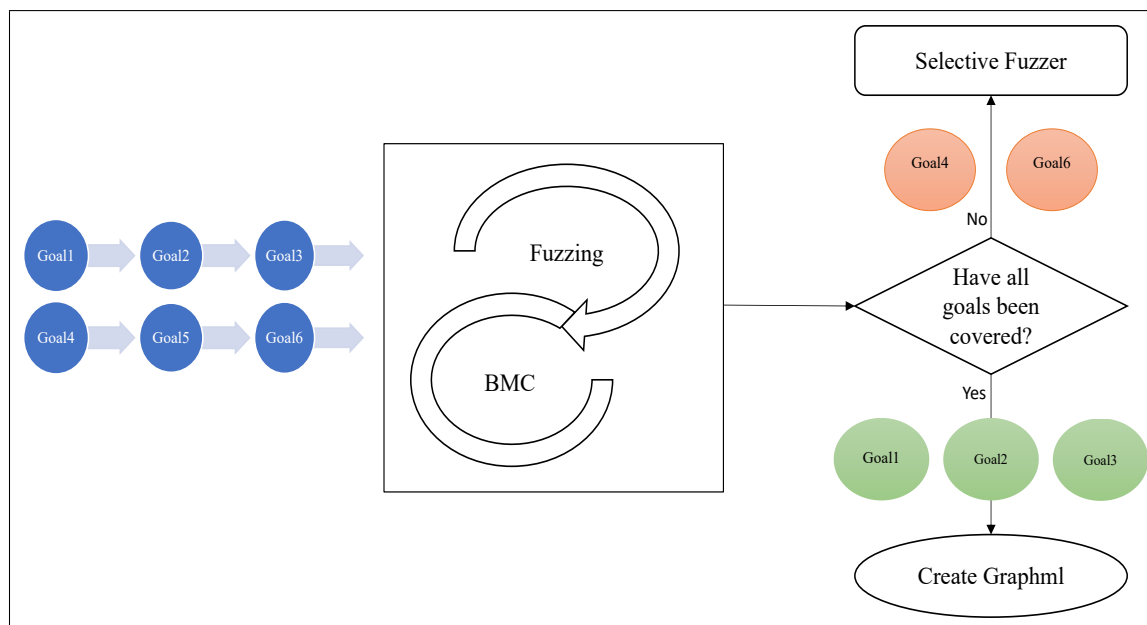 Selective Fuzzer
Goal4
Goal6
No
Goal1
Goal2
Goal3
Goal4
Goal5
Goal6
Fuzzing
BMC
Have all
goals been
covered?
Yes
Goal1
Goal2
Goal3
Create Graphml